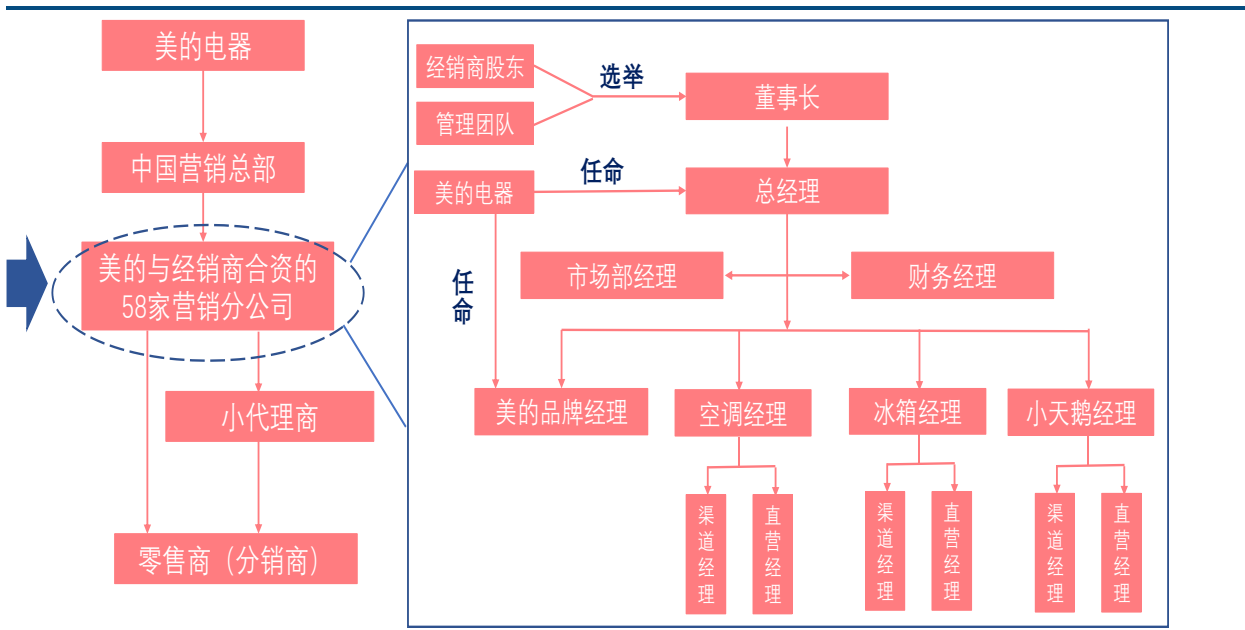 美的电器
中国营销总部
美的与经销商合资的
58家营销分公司
小代理商
零售商（分销商）
经销商股东
管理团队
选举
董事长
美的电器
任命
总经理
任命
市场部经理
财务经理
美的品牌经理
空调经理
冰箱经理
小天鹅经理
渠道经理
直营经理
渠道经理
直营经理
渠道经理
直营经理